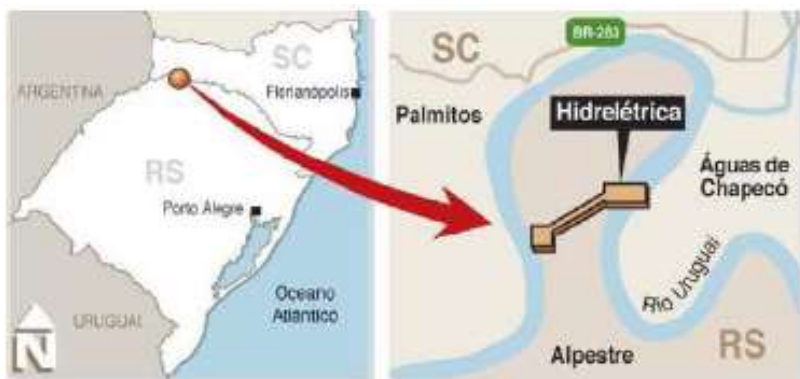 SC
ARGENTINA
Florianópolis
RS
Porto Alegre
Oceano
Atlântico
URUGUAI
N
BR-283
SC
Palmitos
Hidrelétrica
Águas de
Chapecó
Rio Uruguai
Alpestre
RS